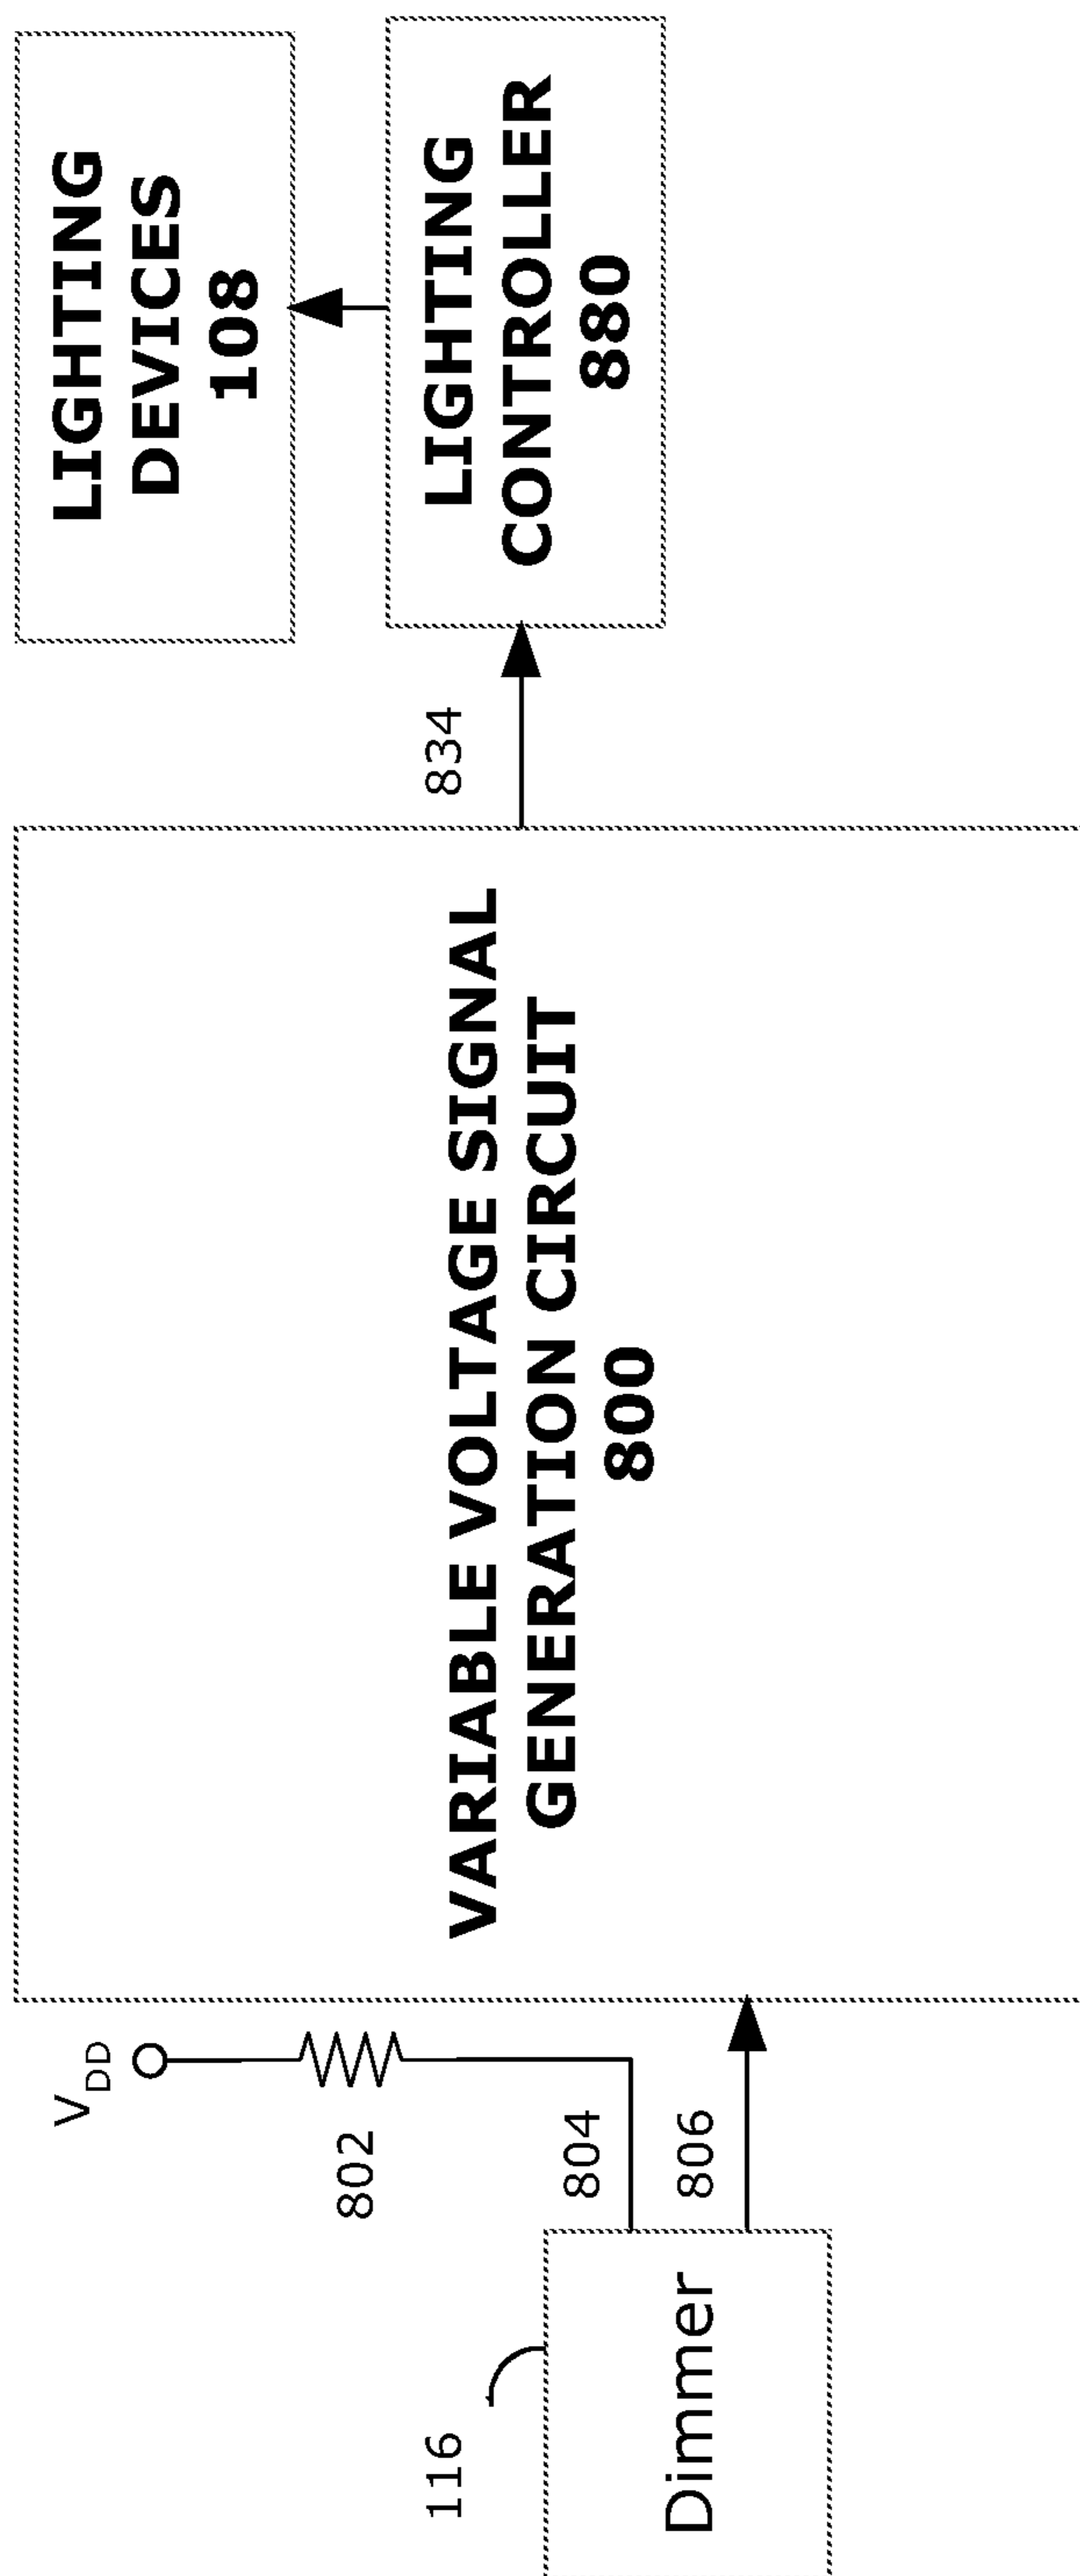 LIGHTING
DEVICES
108
LIGHTING
CONTROLLER
880
834
VARIABLE VOLTAGE SIGNAL
GENERATION CIRCUIT
800
VDD
802
804
806
116
Dimmer